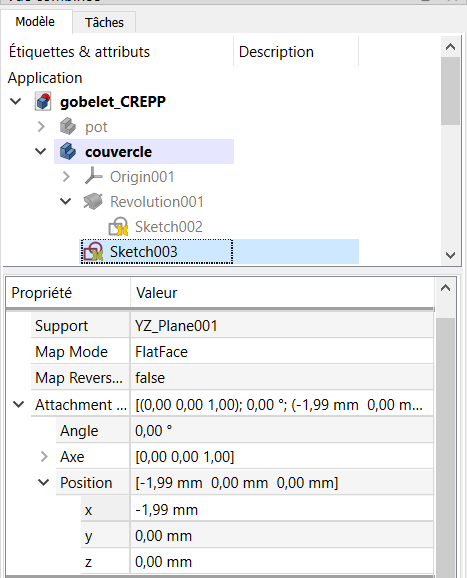 Modèle Tâches
Étiquettes & attributs Description
Application
gobelet_CREPP
pot
couvercle
Origin001
Revolution001
Sketch002
Sketch003
Propriété Valeur
Support YZ_Plane001
Map Mode FlatFace
Map Revers... false
Attachment ... [(0,00 0,00 1,00); 0,00 °; (-1,99 mm 0,00 m...
Angle 0,00 °
Axe [0,00 0,00 1,00]
Position [-1,99 mm 0,00 mm 0,00 mm]
x -1,99 mm
y 0,00 mm
z 0,00 mm